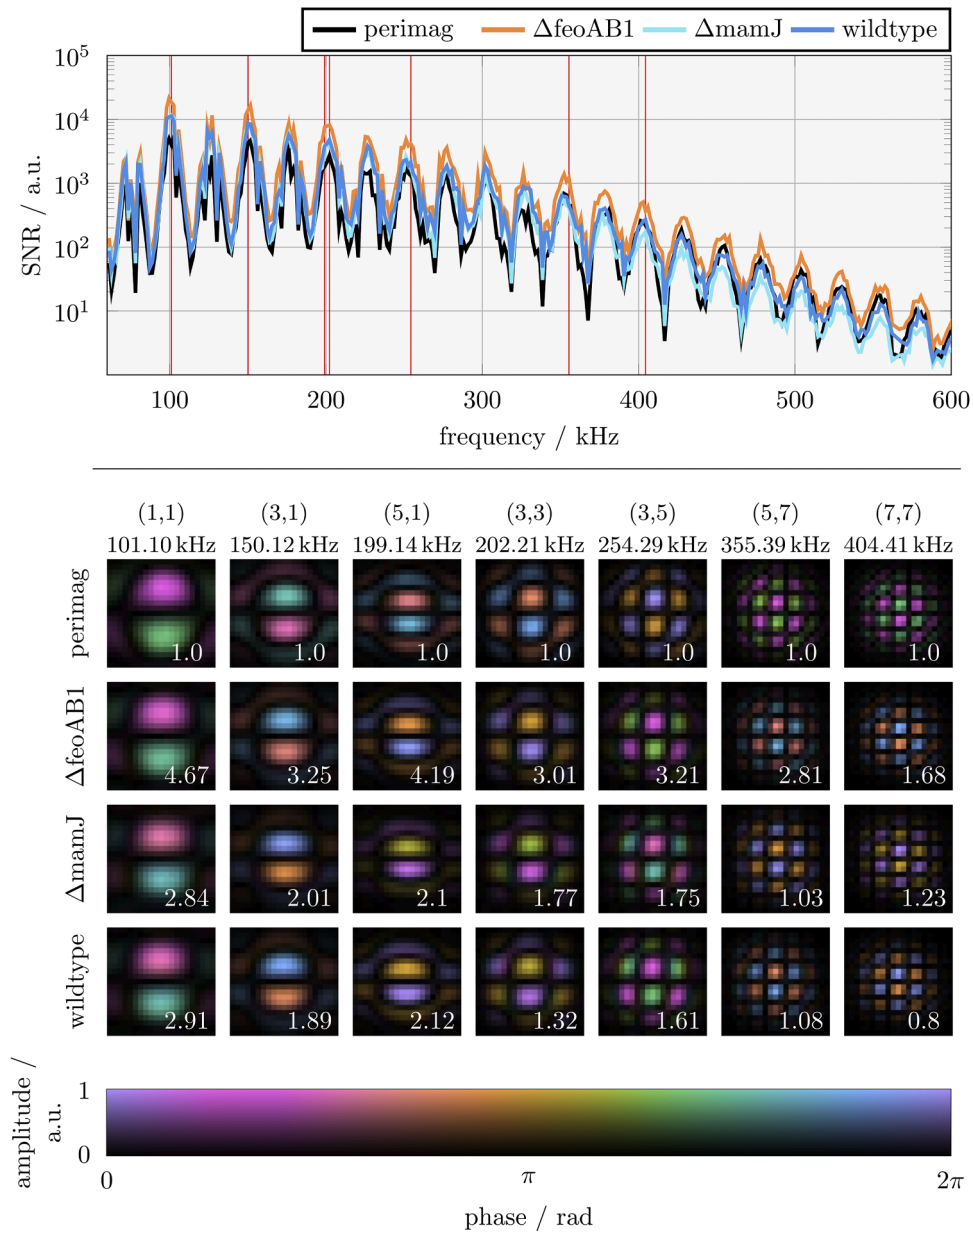 perimag ΔfeoAB1 ΔmamJ wildtype
10^5
10^4
10^3
10^2
10^1
SNR / a.u.
100 200 300 400 500 600
frequency / kHz
(1,1) (3,1) (5,1) (3,3) (3,5) (5,7) (7,7)
101.10 kHz 150.12 kHz 199.14 kHz 202.21 kHz 254.29 kHz 355.39 kHz 404.41 kHz
perimag
1.0 1.0 1.0 1.0 1.0 1.0 1.0
ΔfeoAB1
4.67 3.25 4.19 3.01 3.21 2.81 1.68
ΔmamJ
2.84 2.01 2.1 1.77 1.75 1.03 1.23
wildtype
2.91 1.89 2.12 1.32 1.61 1.08 0.8
amplitude /
a.u.
1
0
0 π 2π
phase / rad